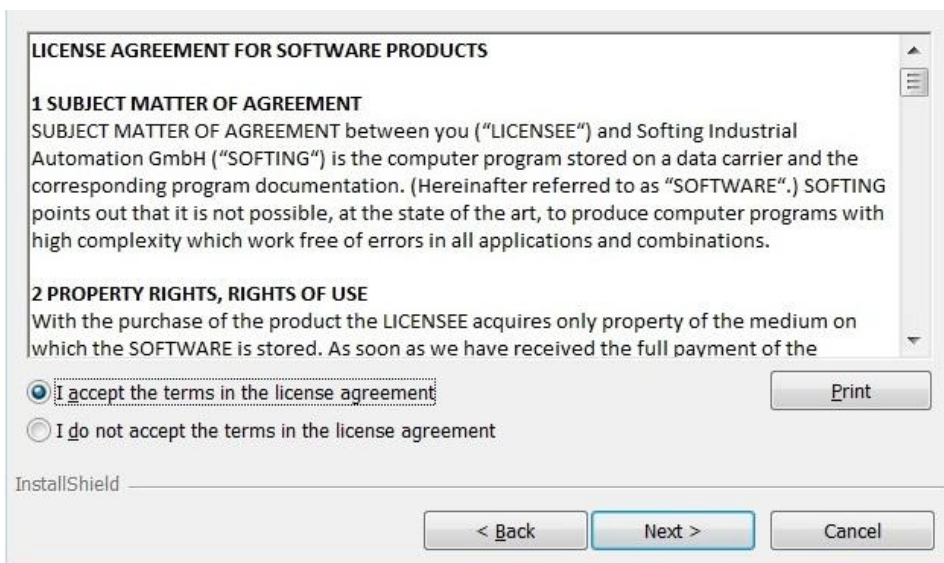 LICENSE AGREEMENT FOR SOFTWARE PRODUCTS
1 SUBJECT MATTER OF AGREEMENT
SUBJECT MATTER OF AGREEMENT between you (“LICENSEE”) and Softing Industrial
Automation GmbH (“SOFTING“) is the computer program stored on a data carrier and the
corresponding program documentation. (Hereinafter referred to as “SOFTWARE“.) SOFTING
points out that it is not possible, at the state of the art, to produce computer programs with
high complexity which work free of errors in all applications and combinations.
2 PROPERTY RIGHTS, RIGHTS OF USE
With the purchase of the product the LICENSEE acquires only property of the medium on
which the SOFTWARE is stored. As soon as we have received the full payment of the
I accept the terms in the license agreement
Print
I do not accept the terms in the license agreement
InstallShield
< Back
Next >
Cancel